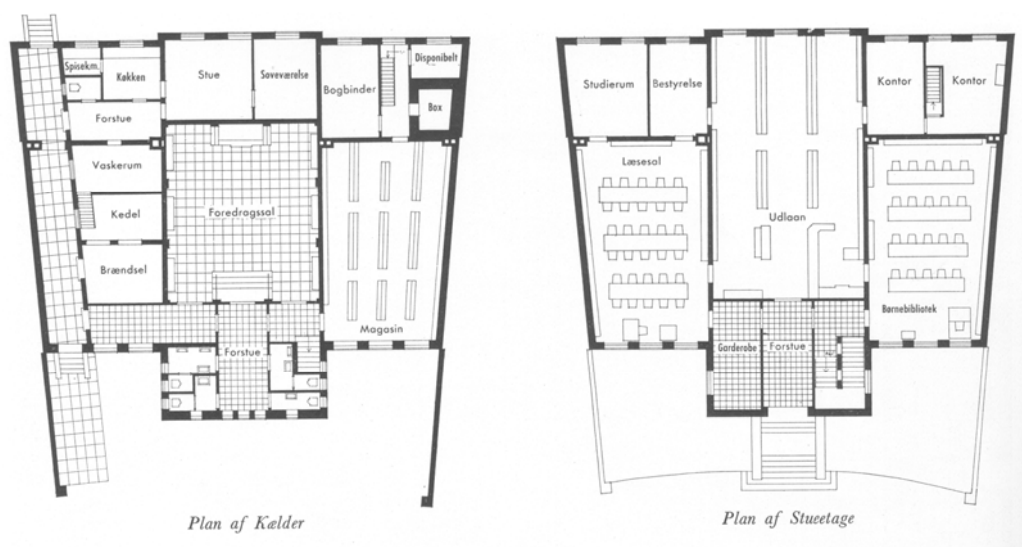 Spisekm.
Køkken
Stue
Soveværelse
Bogbinder
Disponibelt
Box
Forstue
Vaskerum
Kedel
Foredragssal
Brændsel
Magasin
Forstue
Plan af Kælder
Studierum
Bestyrelse
Kontor
Kontor
Læsesal
Udlaan
Børnebibliotek
Garderobe
Forstue
Plan af Stueetage